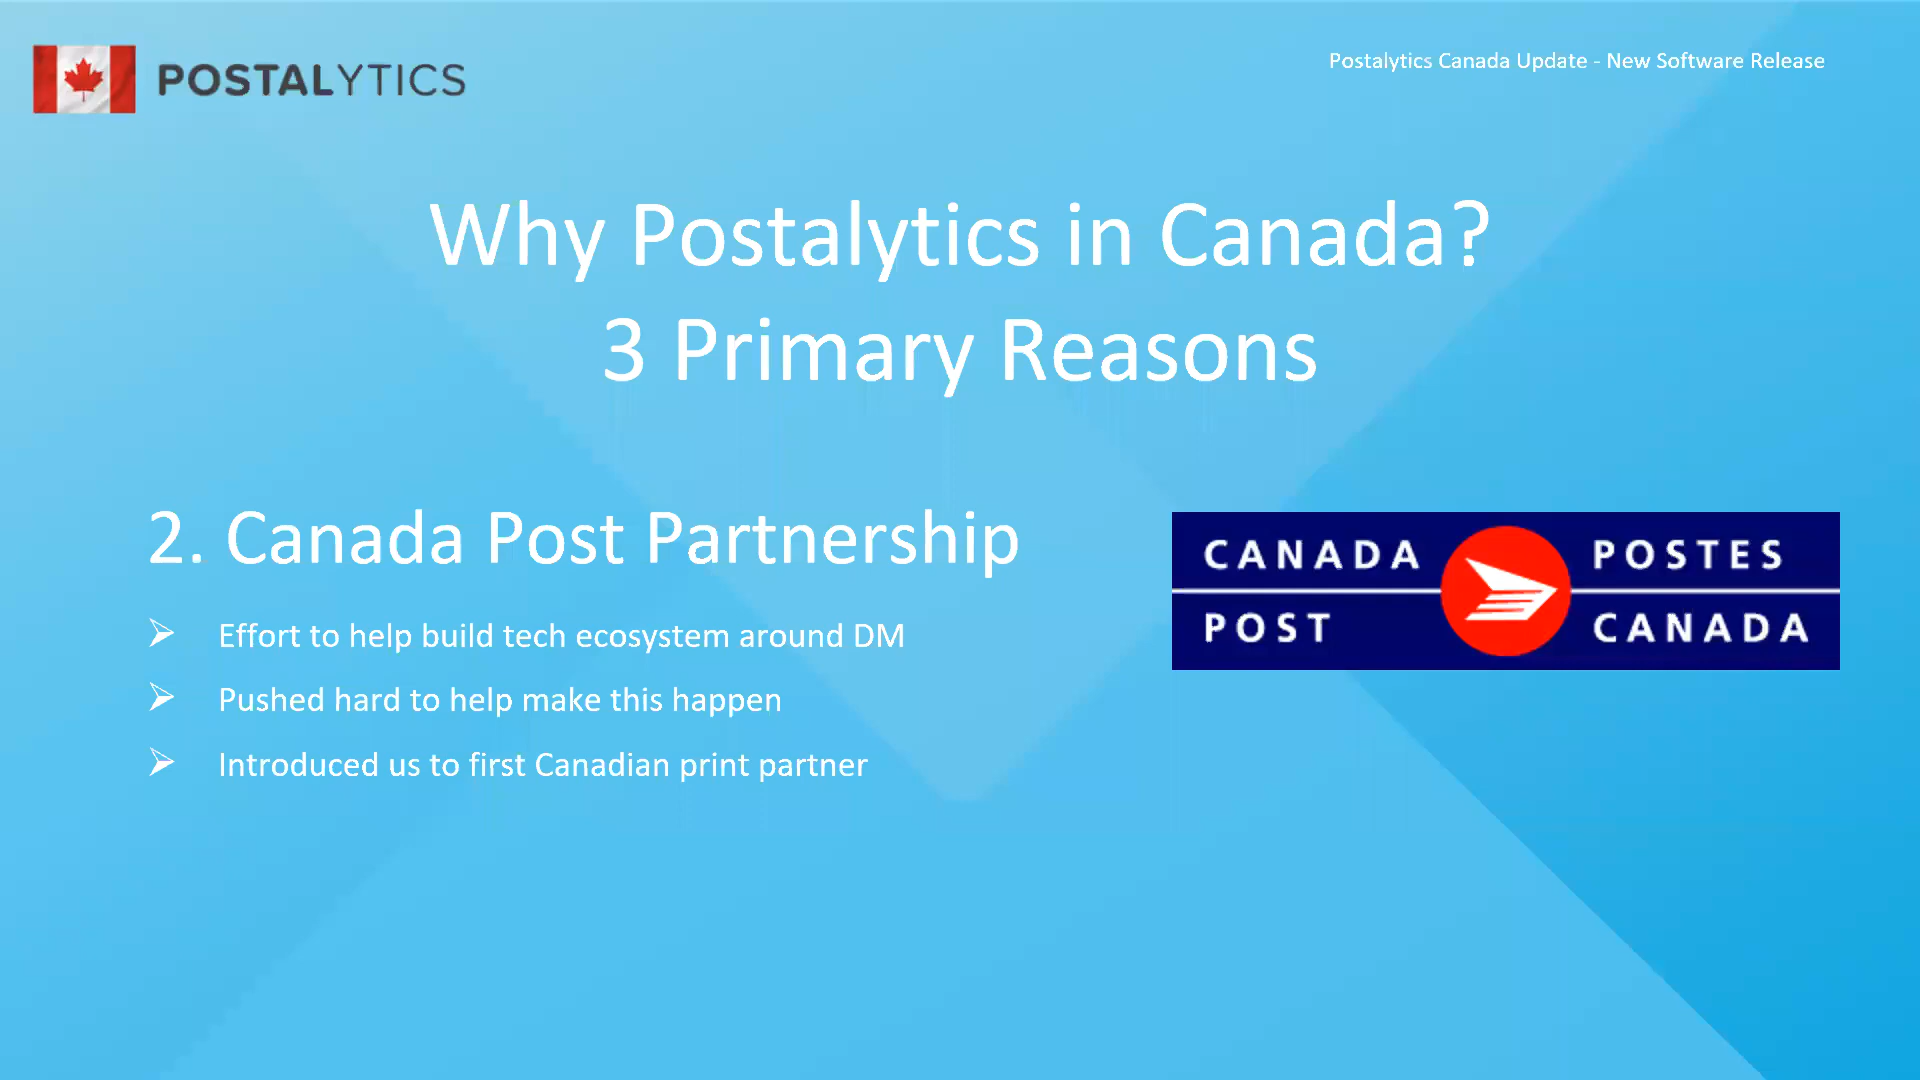 POSTALYTICS
Postalytics Canada Update - New Software Release
Why Postalytics in Canada?
3 Primary Reasons
2. Canada Post Partnership
Effort to help build tech ecosystem around DM
Pushed hard to help make this happen
Introduced us to first Canadian print partner
CANADA
POST
POSTES
CANADA